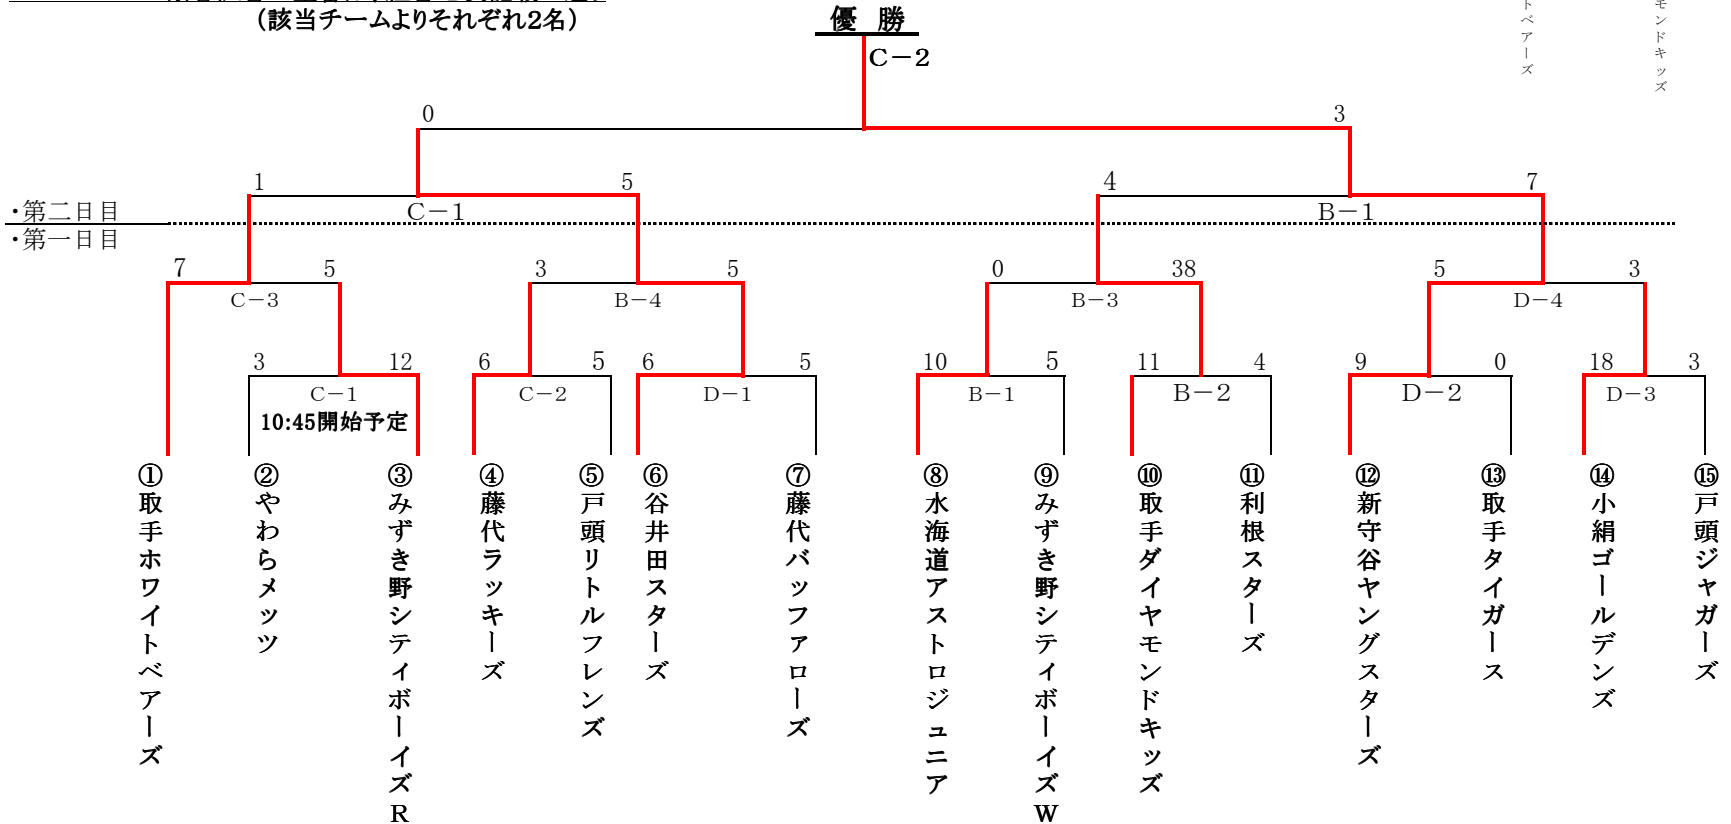 (該当チームよりそれぞれ2名)
優 勝
C－2
トベアーズ
モンドキッズ
0
3
1
5
4
7
・第二日目
C－1
B－1
・第一日目
7
5
3
5
0
38
5
3
C－3
B－4
B－3
D－4
3
12
6
5
6
5
10
5
11
4
9
0
18
3
C－1
C－2
D－1
B－1
B－2
D－2
D－3
10:45開始予定
①取手ホワイトベアーズ
②やわらメッツ
③みずき野シティボーイズR
④藤代ラッキーズ
⑤戸頭リトルフレンズ
⑥谷井田スターズ
⑦藤代バッファローズ
⑧水海道アストロジュニア
⑨みずき野シティボーイズW
⑩取手ダイヤモンドキッズ
⑪利根スターズ
⑫新守谷ヤングスターズ
⑬取手タイガース
⑭小絹ゴールデンズ
⑮戸頭ジャガーズ